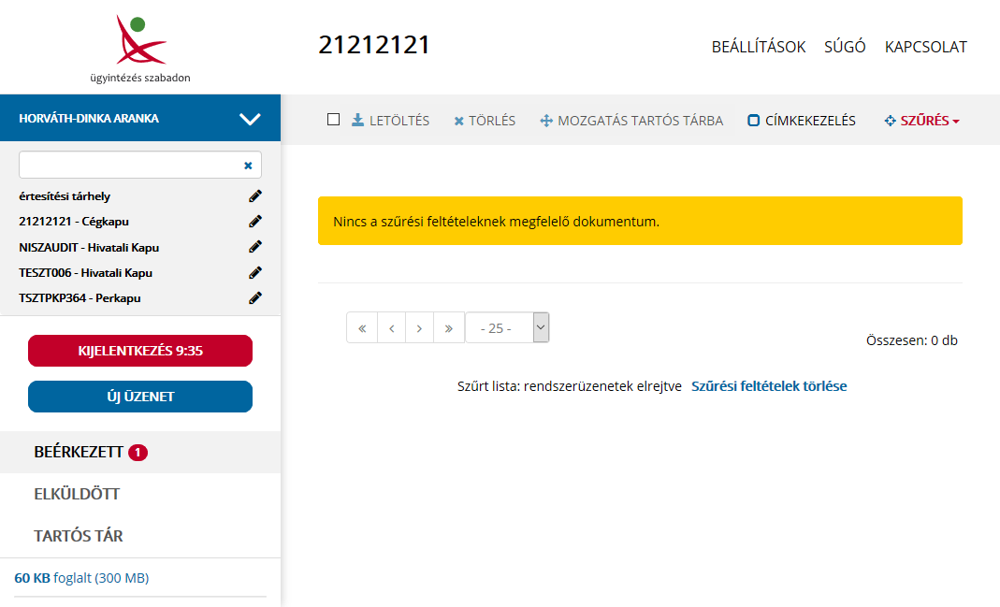 ügyintézés szabadon
21212121
BEÁLLÍTÁSOK SÚGÓ KAPCSOLAT
HORVÁTH-DINKA ARANKA
értesítési tárhely
21212121 - Cégkapu
NISZAUDIT - Hivatali Kapu
TESZT006 - Hivatali Kapu
TSZTPKP364 - Perkapu
KIJELENTKEZÉS 9:35
ÚJ ÜZENET
BEÉRKEZETT 1
ELKÜLDÖTT
TARTÓS TÁR
60 KB foglalt (300 MB)
LETÖLTÉS TÖRLÉS MOZGATÁS TARTÓS TÁRBA CÍMKEKEZELÉS SZŰRÉS
Nincs a szűrési feltételeknek megfelelő dokumentum.
« ‹ › » - 25 -
Összesen: 0 db
Szűrt lista: rendszerüzenetek elrejtve Szűrési feltételek törlése